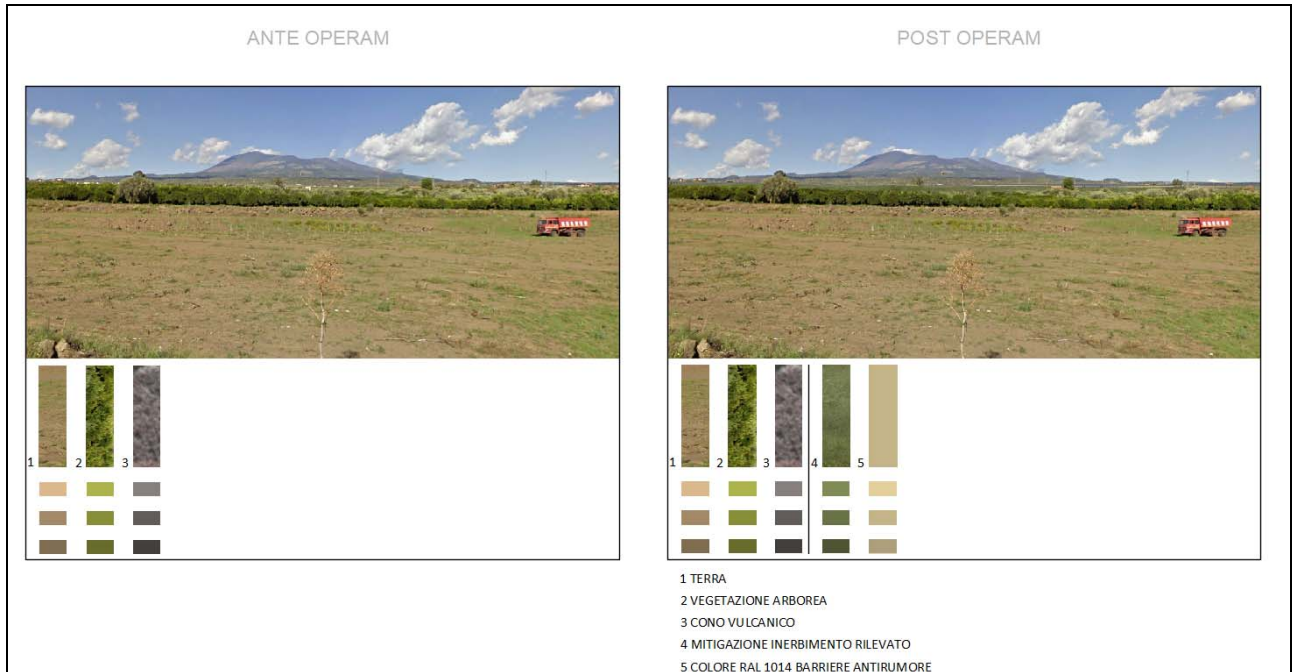 ANTE OPERAM
POST OPERAM
1 2 3
1 2 3 4 5
1 TERRA
2 VEGETAZIONE ARBOREA
3 CONO VULCANICO
4 MITIGAZIONE INERBIMENTO RILEVATO
5 COLORE RAL 1014 BARRIERE ANTIRUMORE